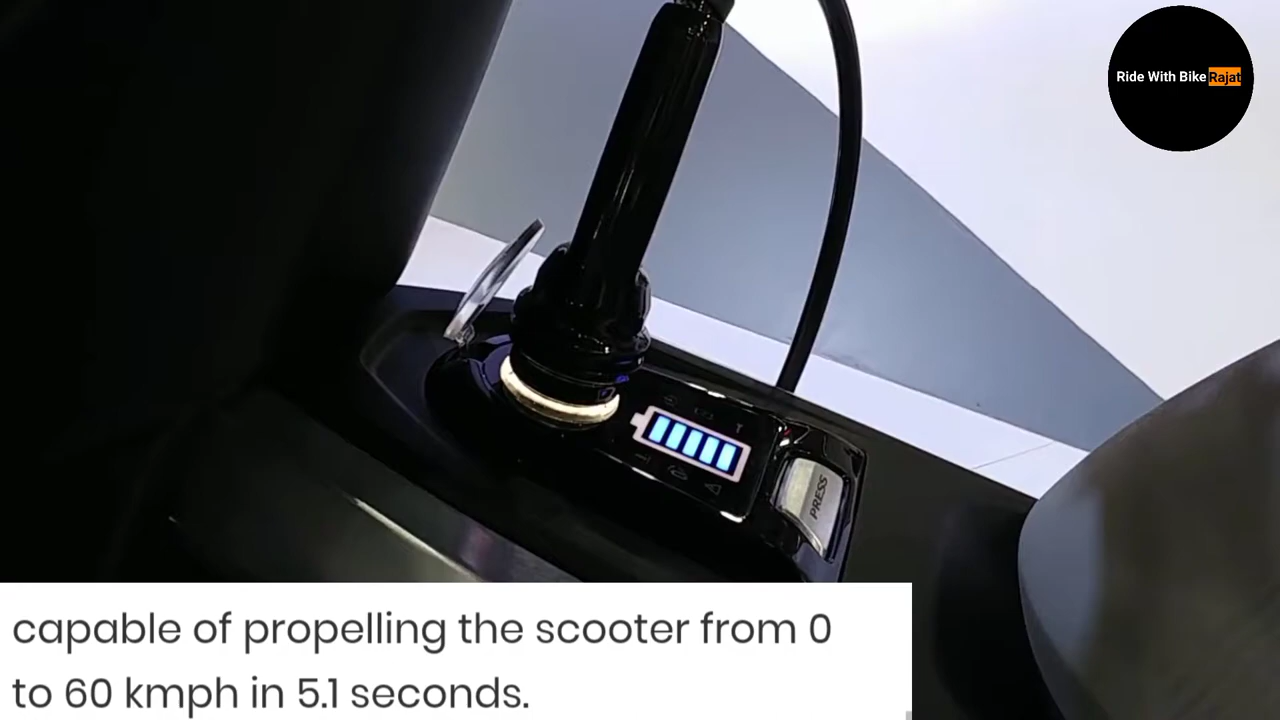 Ride With Bike Rajat
PRESS
capable of propelling the scooter from 0
to 60 kmph in 5.1 seconds.